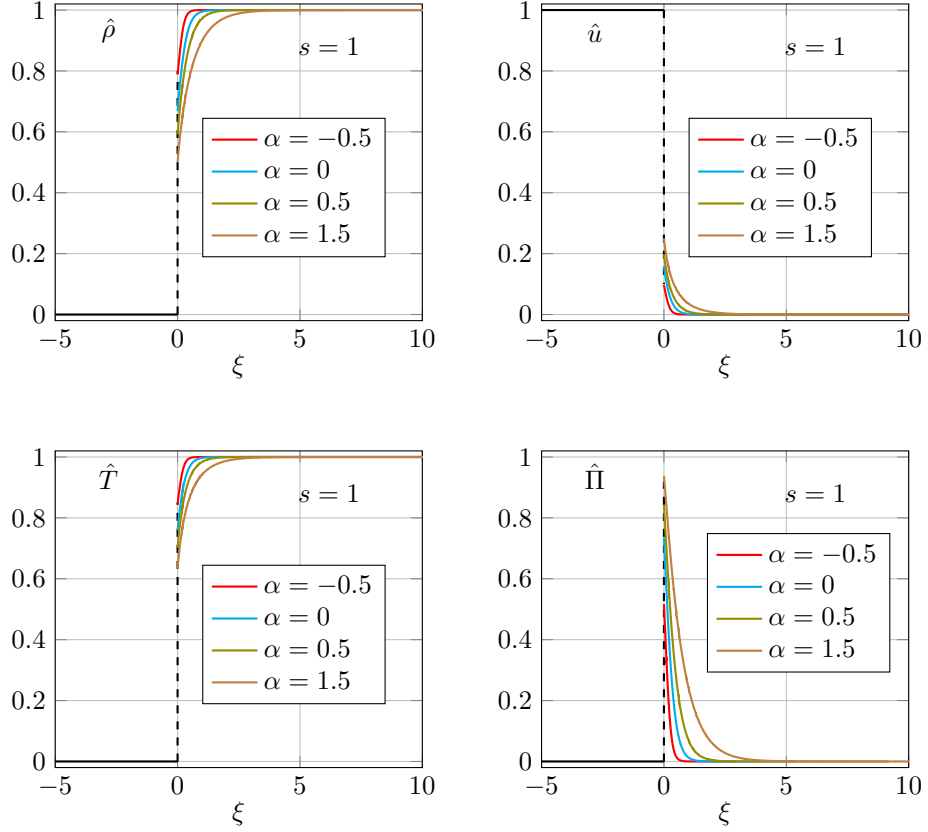 1
0.8
0.6
0.4
0.2
0
−5
0
5
10
ξ
ρ̂
s = 1
α = −0.5
α = 0
α = 0.5
α = 1.5
1
0.8
0.6
0.4
0.2
0
−5
0
5
10
ξ
û
s = 1
α = −0.5
α = 0
α = 0.5
α = 1.5
1
0.8
0.6
0.4
0.2
0
−5
0
5
10
ξ
T̂
s = 1
α = −0.5
α = 0
α = 0.5
α = 1.5
1
0.8
0.6
0.4
0.2
0
−5
0
5
10
ξ
Π̂
s = 1
α = −0.5
α = 0
α = 0.5
α = 1.5